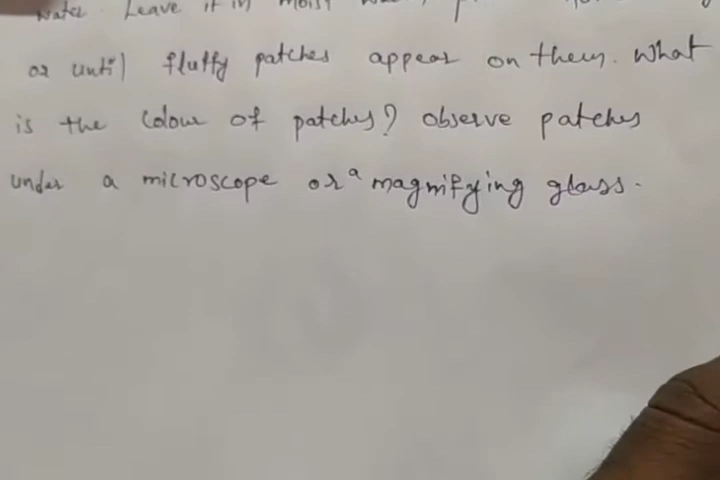 water. Leave it in moist
or until fluffy patches appear on them. What
is the colour of patches? observe patches
under a microscope or a magnifying glass.